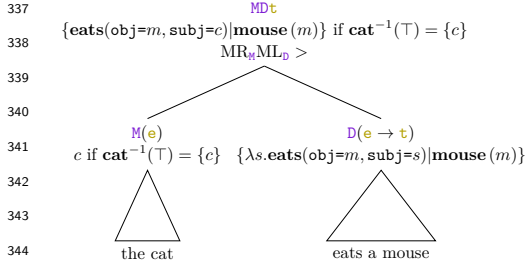 337
MDt
{eats(obj=m, subj=c)|mouse (m)} if cat⁻¹(⊤) = {c}
338
MR_M ML_D >
339
340
341
M(e) D(e → t)
c if cat⁻¹(⊤) = {c} {λs.eats(obj=m, subj=s)|mouse (m)}
342
343
344
the cat eats a mouse